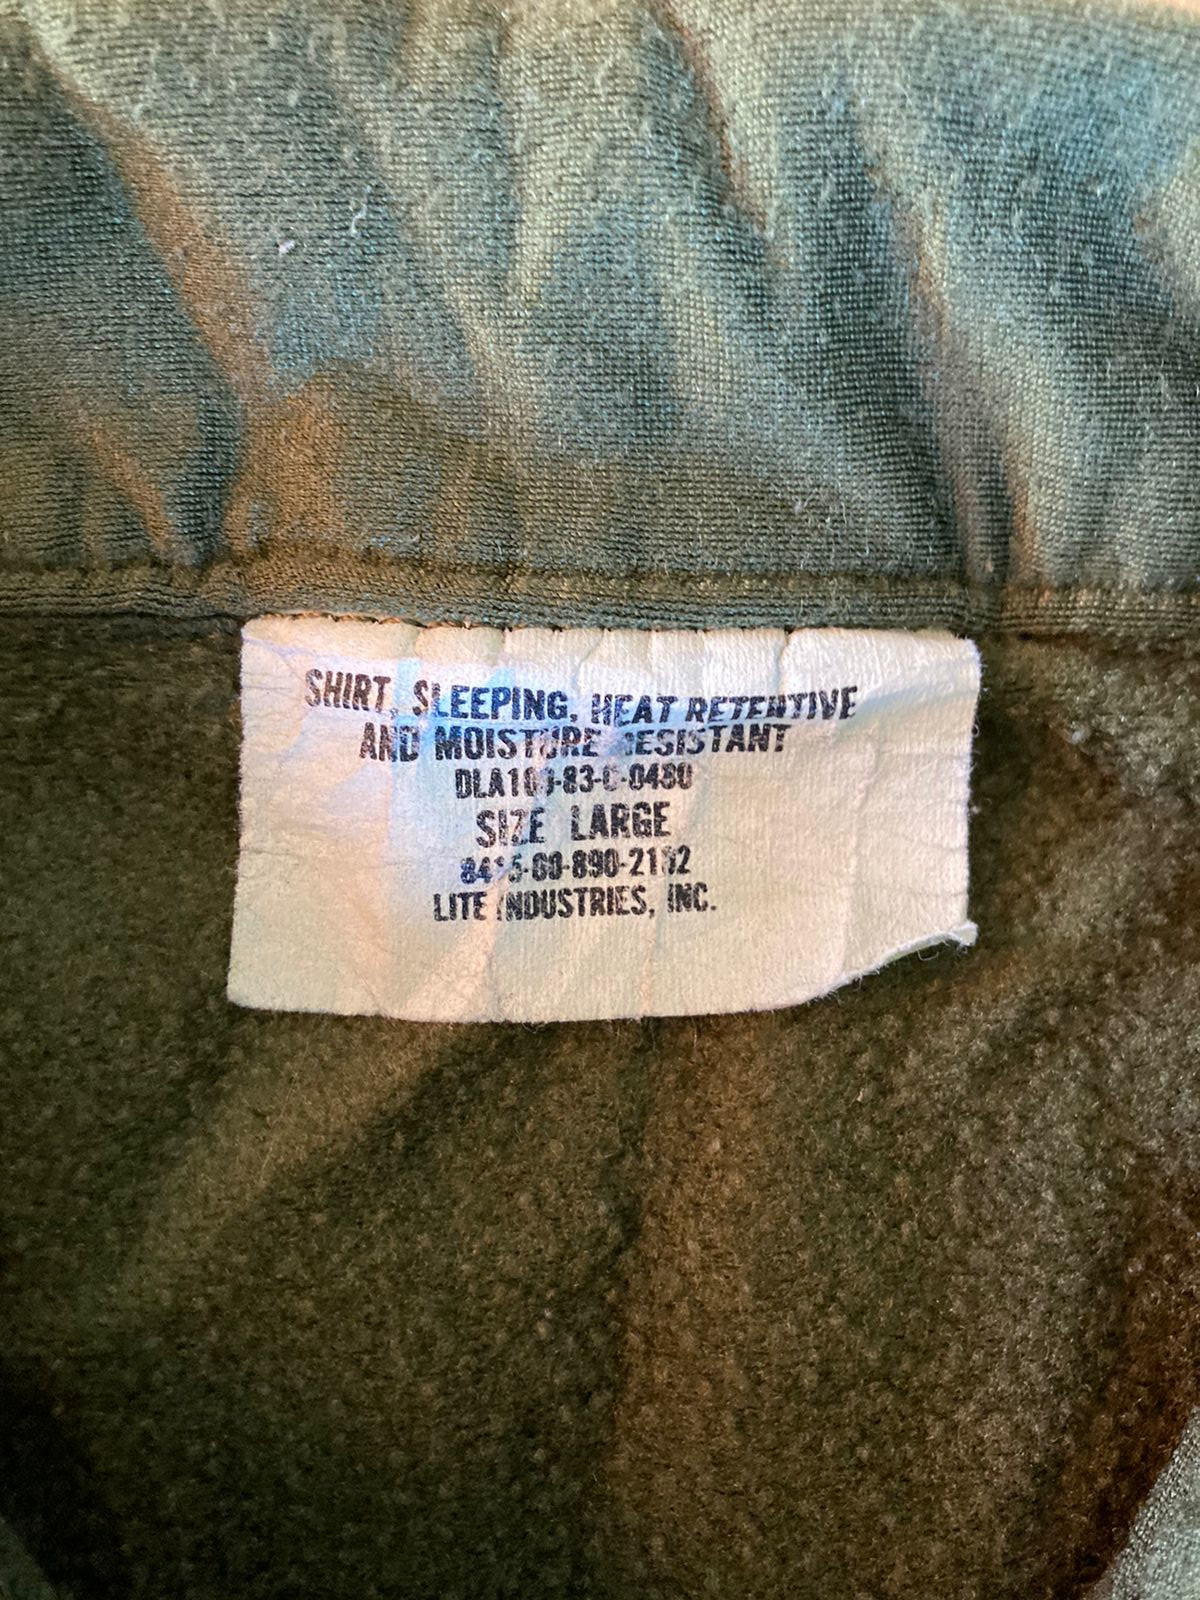 SHIRT, SLEEPING, HEAT RETENTIVE
AND MOISTURE RESISTANT
DLA100-83-C-0480
SIZE LARGE
8415-00-890-2102
LITE INDUSTRIES, INC.